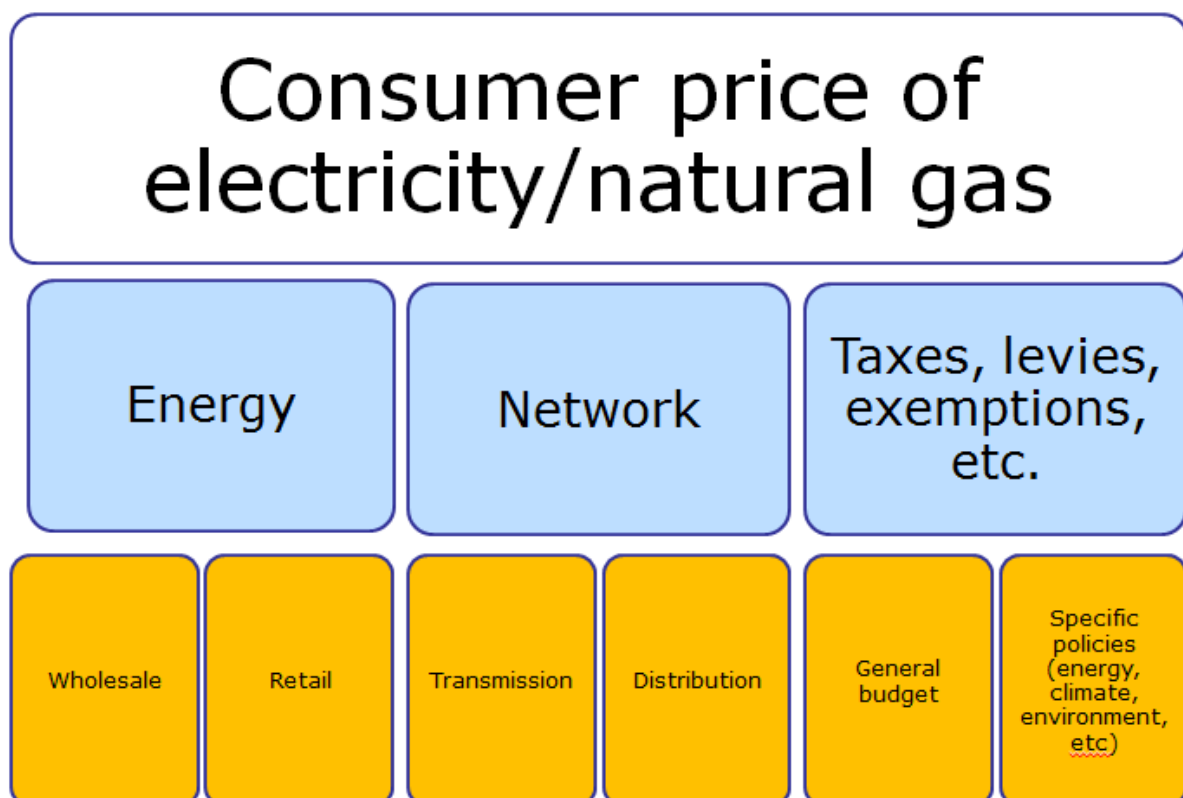 Consumer price of
electricity/natural gas
Energy
Network
Taxes, levies,
exemptions,
etc.
Wholesale
Retail
Transmission
Distribution
General
budget
Specific
policies
(energy,
climate,
environment,
etc)